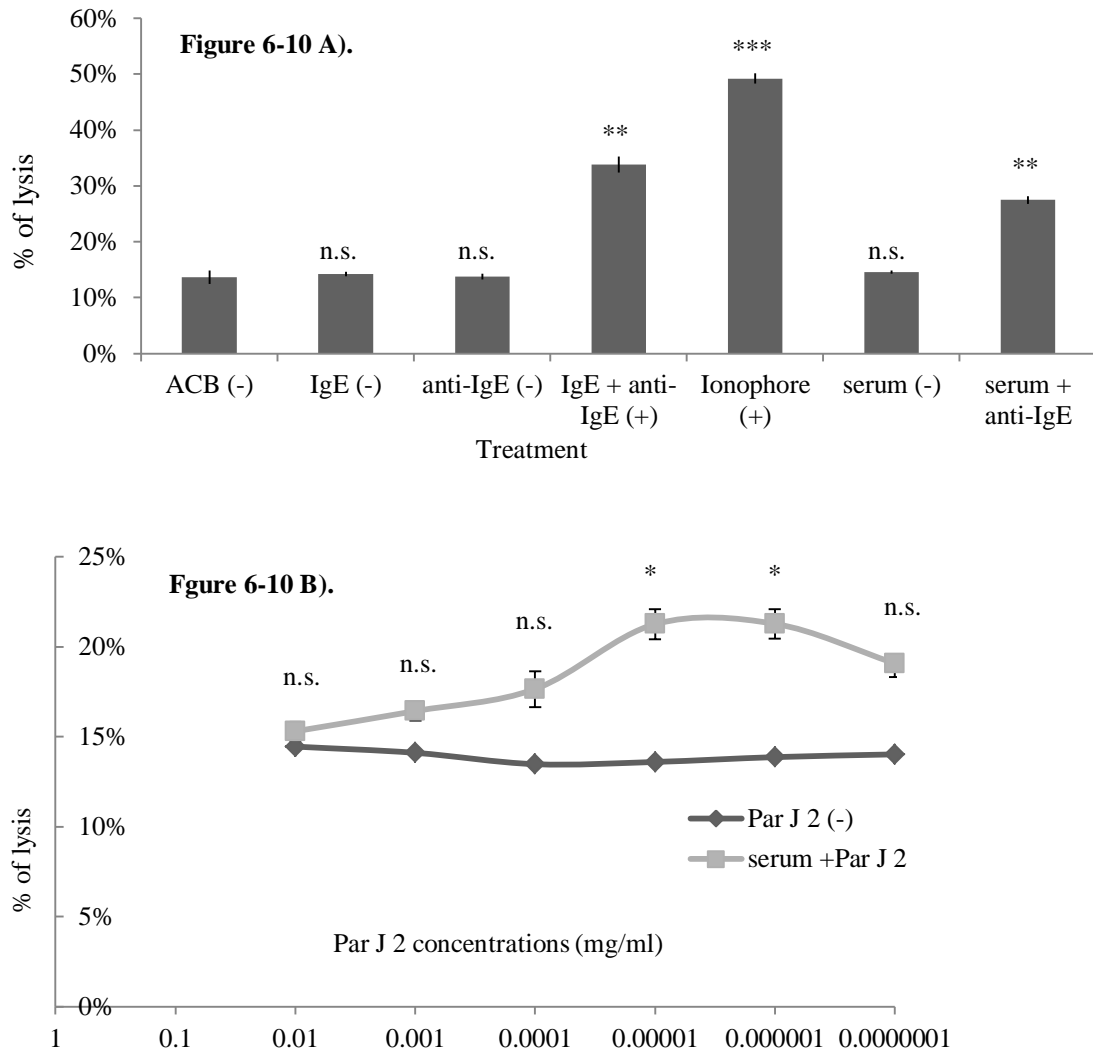 60%
Figure 6-10 A).
50%
40%
30%
20%
10%
0%
% of lysis
n.s.
n.s.
**
***
n.s.
**
ACB (-)
IgE (-)
anti-IgE (-)
IgE + anti-
IgE (+)
Ionophore
(+)
serum (-)
serum +
anti-IgE
Treatment
25%
Fgure 6-10 B).
20%
15%
10%
5%
0%
% of lysis
n.s.
n.s.
n.s.
*
*
n.s.
Par J 2 (-)
serum +Par J 2
Par J 2 concentrations (mg/ml)
1 0.1 0.01 0.001 0.0001 0.00001 0.000001 0.0000001